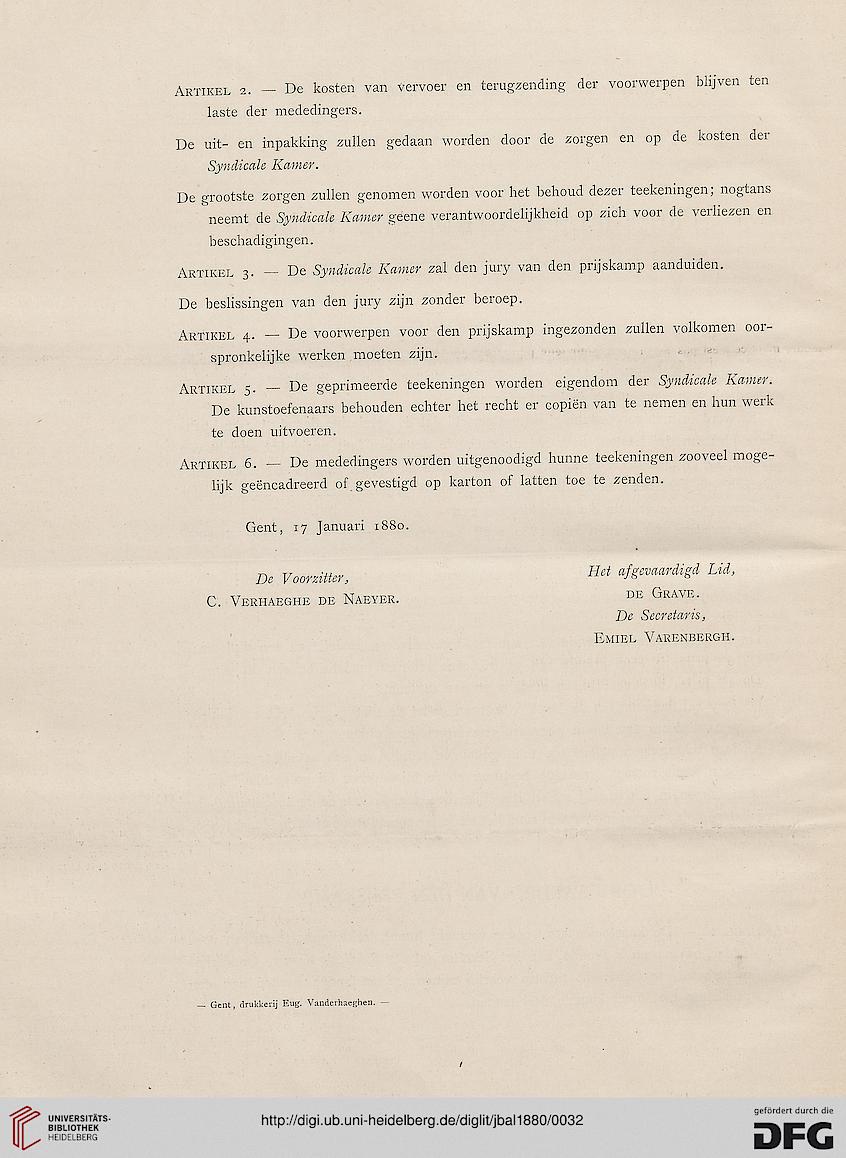 ARTIKEL 2. — De kosten van vervoer en terugzending der voorwerpen blijven ten
laste der mededingers.
De uit- en inpakking zullen gedaan worden door de zorgen en op de kosten der
Syndicale Kamer.
De grootste zorgen zullen genomen worden voor het behoud dezer teekeningen; nogtans
neemt de Syndicale Kamer geene verantwoordelijkheid op zich voor de verliezen en
beschadigingen.
ARTIKEL 3. — De Syndicale Kamer zal den jury van den prijskamp aanduiden.
De beslissingen van den jury zijn zonder beroep.
ARTIKEL 4. — De voorwerpen voor den prijskamp ingezonden zullen volkomen oor-
spronkelijke werken moeten zijn.
ARTIKEL 5. — De geprimeerde teekeningen worden eigendom der Syndicale Kamer.
De kunstoefenaars behouden echter het recht er copiën van te nemen en hun werk
te doen uitvoeren.
ARTIKEL 6. — De mededingers worden uitgenoodigd hunne teekeningen zooveel moge-
lijk geëncadreerd of gevestigd op karton of latten toe te zenden.
Gent, 17 Januari 1880.
De Voorzitter,
C. VERHAEGHE DE NAEYER.
Het afgevaardigd Lid,
DE GRAVE.
De Secretaris,
EMIEL VARENBERGH.
— Gent, drukkerij Eug. Vanderhaeghen. —
UNIVERSITÄTS-
BIBLIOTHEK
HEIDELBERG
http://digi.ub.uni-heidelberg.de/diglit/jbal1880/0032
gefördert durch die
DFG